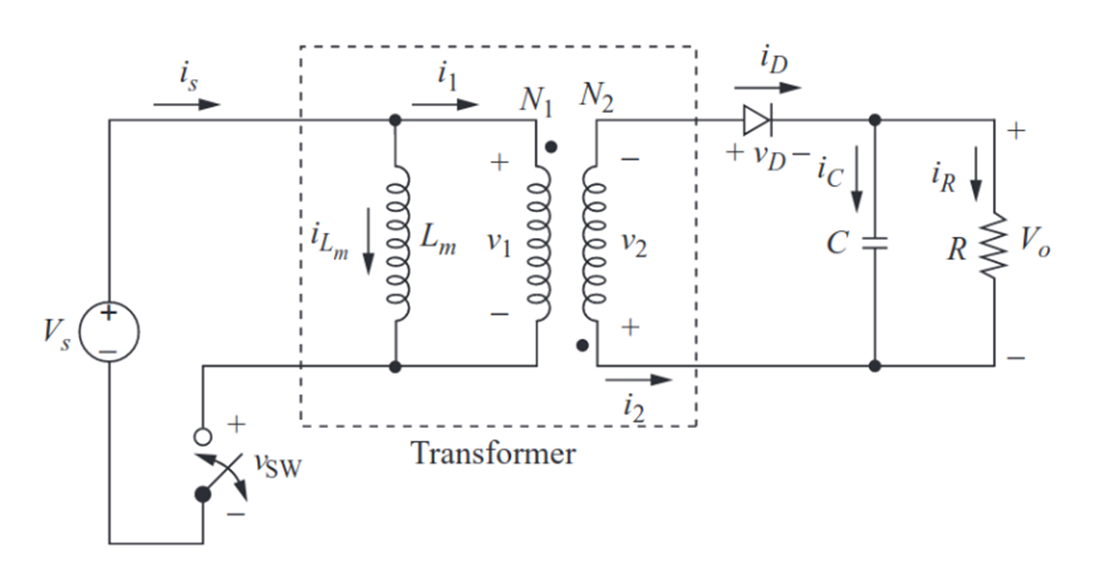 i_s
i_1
N_1 N_2
i_D
+ v_D −
i_C
i_R
+
−
+
i_{L_m}
L_m
v_1
v_2
C
R
V_o
−
+
−
V_s
+
−
i_2
+
v_SW
−
Transformer